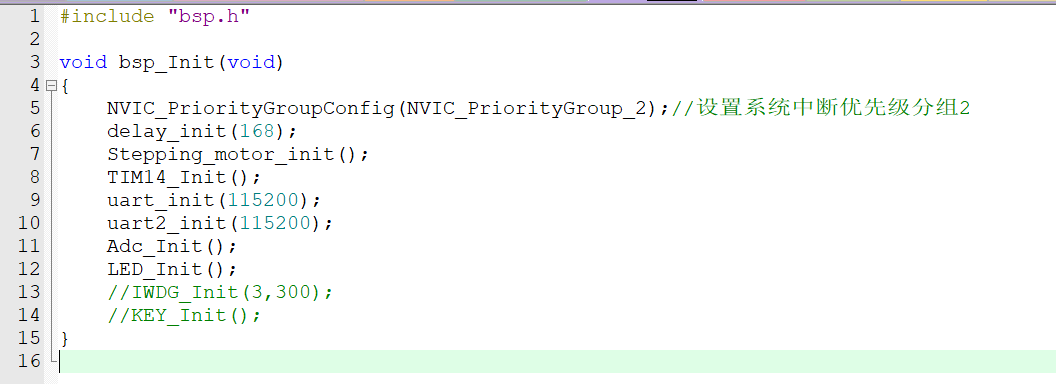 1 #include "bsp.h"
2
3 void bsp_Init(void)
4 {
5 NVIC_PriorityGroupConfig(NVIC_PriorityGroup_2);//设置系统中断优先级分组2
6 delay_init(168);
7 Stepping_motor_init();
8 TIM14_Init();
9 uart_init(115200);
10 uart2_init(115200);
11 Adc_Init();
12 LED_Init();
13 //IWDG_Init(3,300);
14 //KEY_Init();
15 }
16